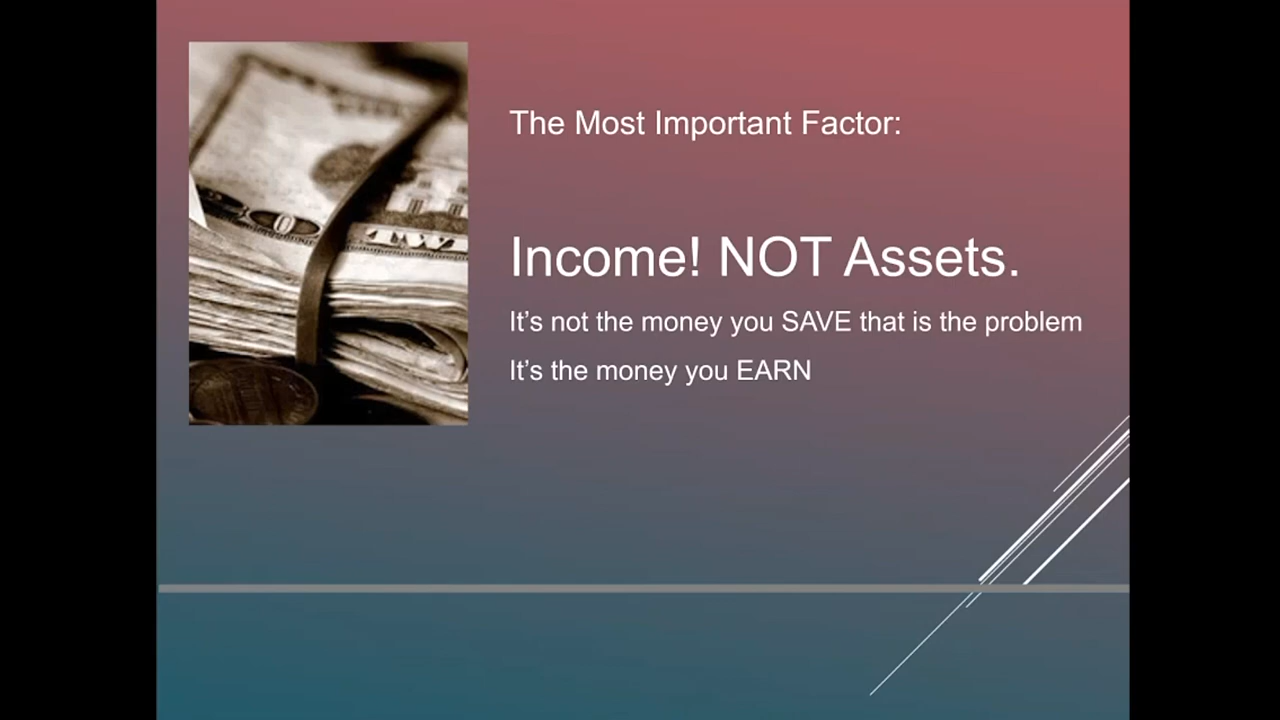 The Most Important Factor:
Income! NOT Assets.
It’s not the money you SAVE that is the problem
It’s the money you EARN